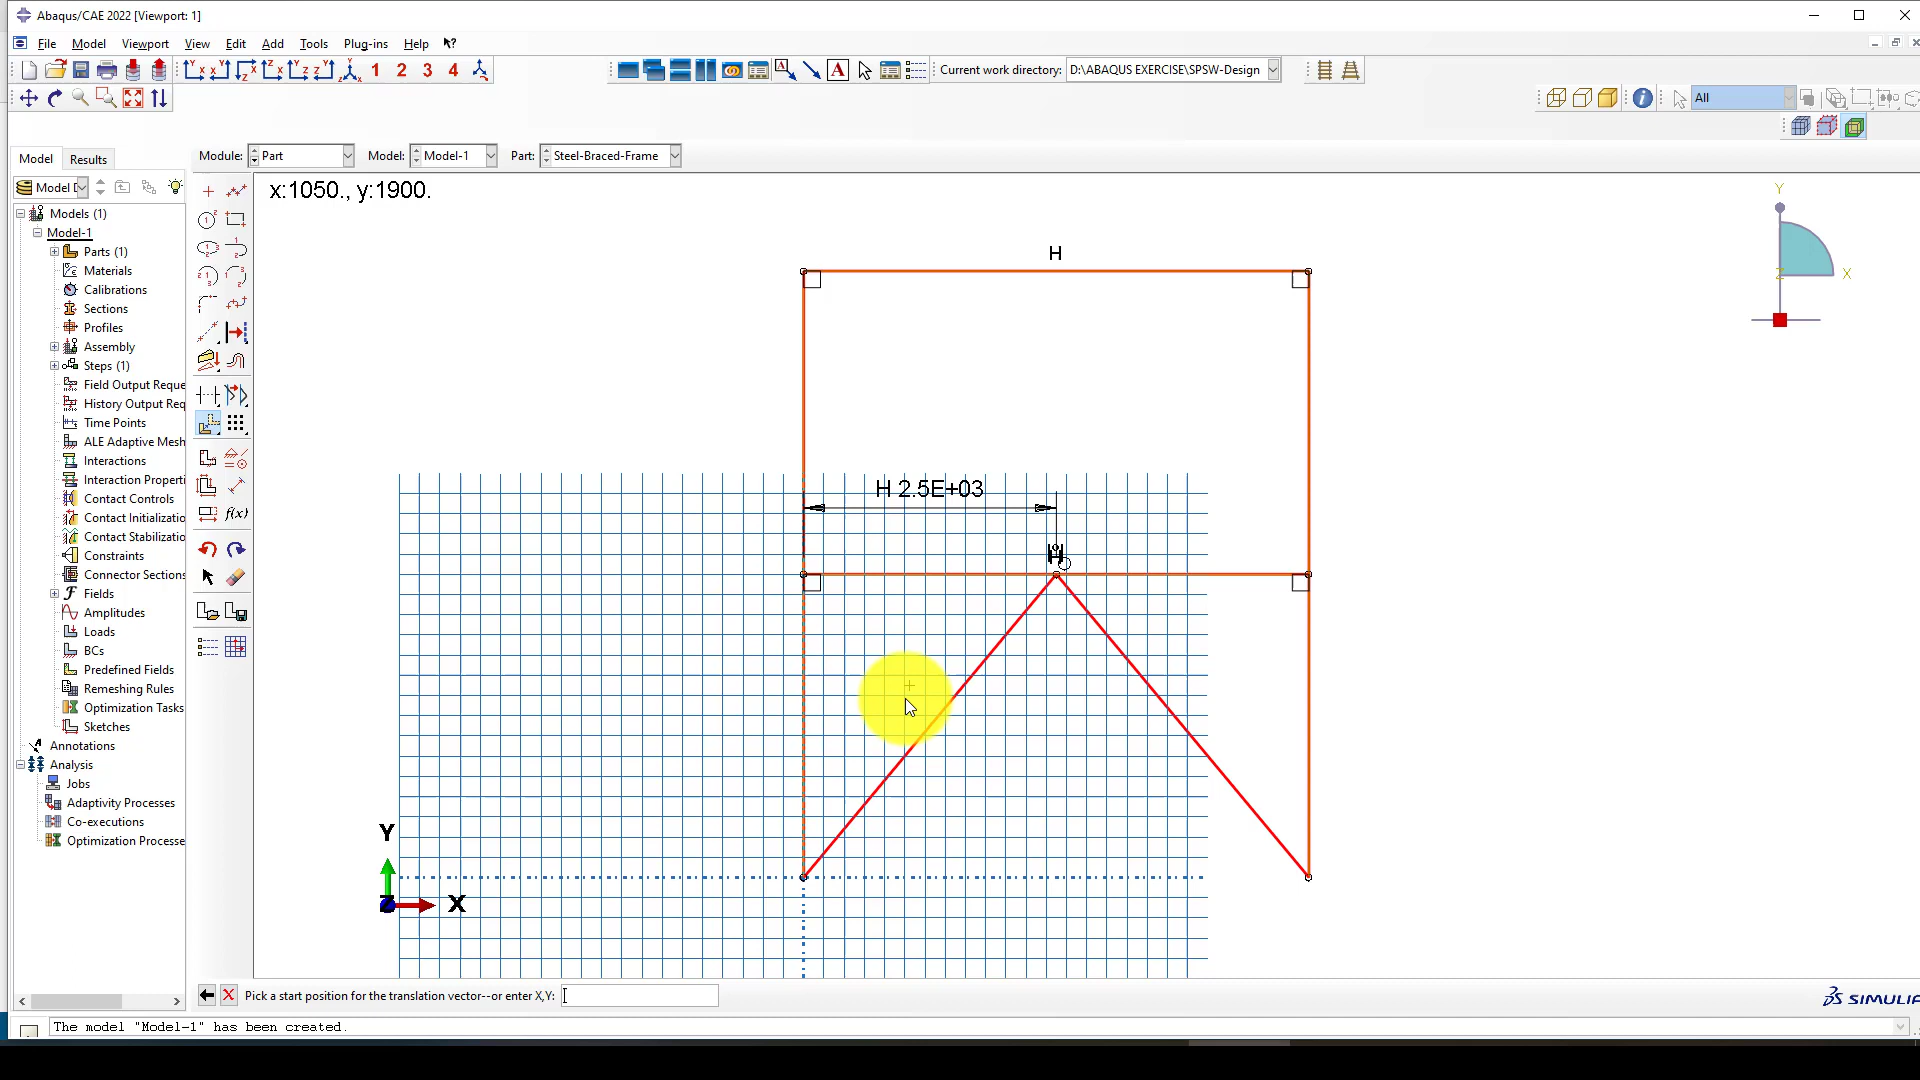 Abaqus/CAE 2022 [Viewport: 1]
File Model Viewport View Edit Add Tools Plug-ins Help
1 2 3 4
Current work directory: D:\ABAQUS EXERCISE\SPSW-Design
All
Model Results
Module: Part Model: Model-1 Part: Steel-Braced-Frame
x:1050., y:1900.
Models (1)
Model-1
Parts (1)
Materials
Calibrations
Sections
Profiles
Assembly
Steps (1)
Field Output Reque
History Output Req
Time Points
ALE Adaptive Mesh
Interactions
Interaction Properti
Contact Controls
Contact Initializatio
Contact Stabilizatio
Constraints
Connector Sections
Fields
Amplitudes
Loads
BCs
Predefined Fields
Remeshing Rules
Optimization Tasks
Sketches
Annotations
Analysis
Jobs
Adaptivity Processes
Co-executions
Optimization Processe
f(x)
H
H 2.5E+03
H
Y
X
Z
Y
X
Z
Pick a start position for the translation vector--or enter X,Y:
SIMULIA
The model "Model-1" has been created.